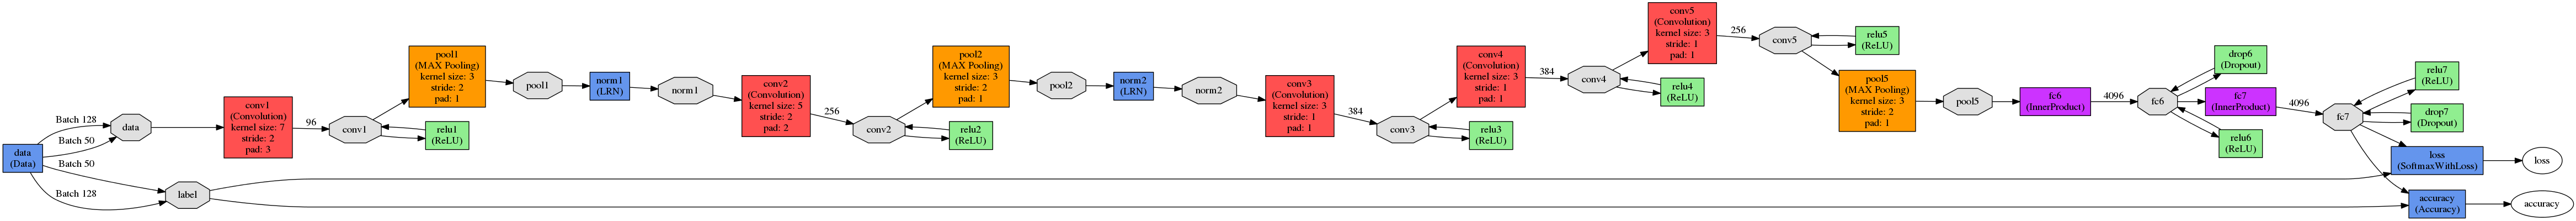 data
(Data)
Batch 128
Batch 50
Batch 50
Batch 128
data
label
conv1
(Convolution)
kernel size: 7
stride: 2
pad: 3
96
conv1
pool1
(MAX Pooling)
kernel size: 3
stride: 2
pad: 1
relu1
(ReLU)
pool1
norm1
(LRN)
norm1
conv2
(Convolution)
kernel size: 5
stride: 2
pad: 2
256
conv2
pool2
(MAX Pooling)
kernel size: 3
stride: 2
pad: 1
relu2
(ReLU)
pool2
norm2
(LRN)
norm2
conv3
(Convolution)
kernel size: 3
stride: 1
pad: 1
384
conv3
conv4
(Convolution)
kernel size: 3
stride: 1
pad: 1
relu3
(ReLU)
384
conv4
conv5
(Convolution)
kernel size: 3
stride: 1
pad: 1
relu4
(ReLU)
256
conv5
relu5
(ReLU)
pool5
(MAX Pooling)
kernel size: 3
stride: 2
pad: 1
pool5
fc6
(InnerProduct)
4096
fc6
drop6
(Dropout)
fc7
(InnerProduct)
relu6
(ReLU)
4096
fc7
relu7
(ReLU)
drop7
(Dropout)
loss
(SoftmaxWithLoss)
loss
accuracy
(Accuracy)
accuracy